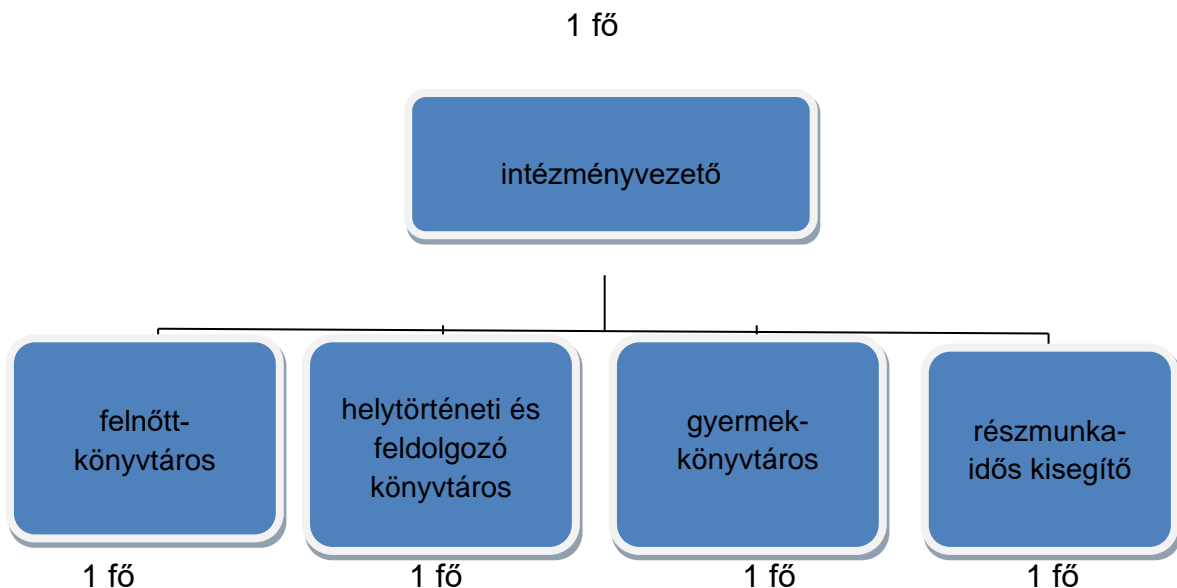 1 fő
intézményvezető
felnőtt-
könyvtáros
helytörténeti és
feldolgozó
könyvtáros
gyermek-
könyvtáros
részmunka-
idős kisegítő
1 fő
1 fő
1 fő
1 fő